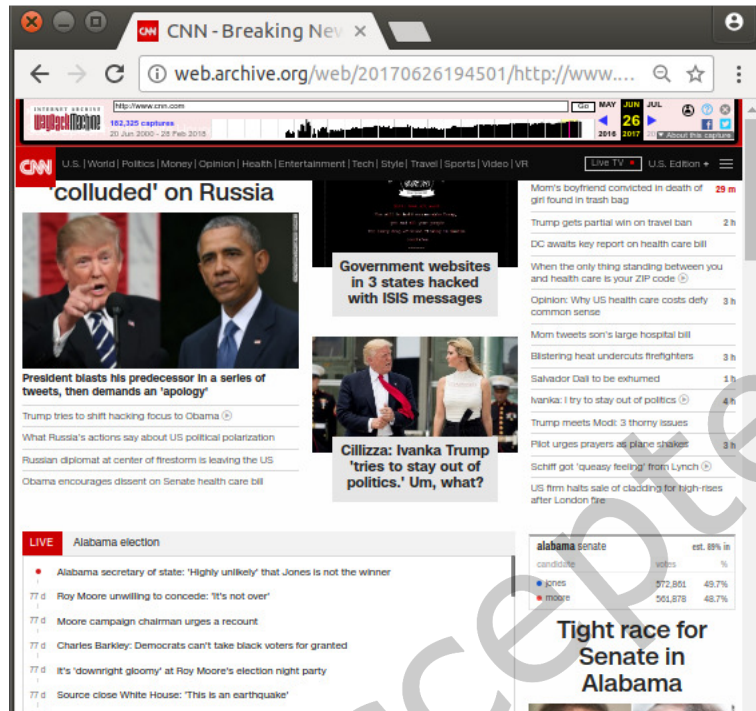 CNN - Breaking Nev
web.archive.org/web/20170626194501/http://www....
INTERNET ARCHIVE
WayBackMachine
http://www.cnn.com
Go
MAY JUN JUL
182,325 captures
20 Jun 2000 - 28 Feb 2018
26
2016 2017
About this capture
CNN
U.S. | World | Politics | Money | Opinion | Health | Entertainment | Tech | Style | Travel | Sports | Video | VR
Live TV
U.S. Edition +
'colluded' on Russia
President blasts his predecessor in a series of
tweets, then demands an 'apology'
Trump tries to shift hacking focus to Obama
What Russia's actions say about US political polarization
Russian diplomat at center of firestorm is leaving the US
Obama encourages dissent on Senate health care bill
Government websites
in 3 states hacked
with ISIS messages
Cillizza: Ivanka Trump
'tries to stay out of
politics.' Um, what?
Mom's boyfriend convicted in death of 29 m
girl found in trash bag
Trump gets partial win on travel ban 2 h
DC awaits key report on health care bill
When the only thing standing between you
and health care is your ZIP code
Opinion: Why US health care costs defy 3 h
common sense
Mom tweets son's large hospital bill
Blistering heat undercuts firefighters 3 h
Salvador Dali to be exhumed 1 h
Ivanka: I try to stay out of politics 4 h
Trump meets Modi: 3 thorny issues
Pilot urges prayers as plane shakes 3 h
Schiff got 'queasy feeling' from Lynch
US firm halts sale of cladding for high-rises
after London fire
LIVE Alabama election
Alabama secretary of state: 'Highly unlikely' that Jones is not the winner
77 d Roy Moore unwilling to concede: 'It's not over'
77 d Moore campaign chairman urges a recount
77 d Charles Barkley: Democrats can't take black voters for granted
77 d It's 'downright gloomy' at Roy Moore's election night party
77 d Source close White House: 'This is an earthquake'
alabama senate est. 89% in
candidate votes %
jones 572,861 49.7%
moore 561,878 48.7%
Tight race for
Senate in
Alabama